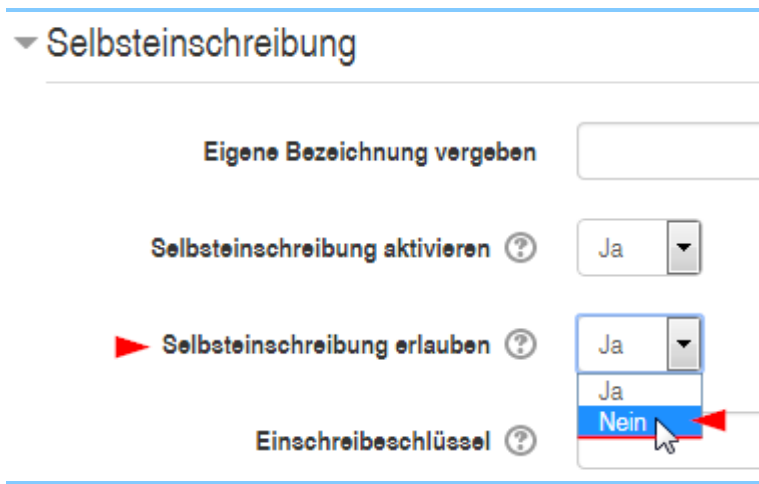 Selbsteinschreibung
Eigene Bezeichnung vergeben
Selbsteinschreibung aktivieren ? Ja
Selbsteinschreibung erlauben ? Ja
Ja
Nein
Einschreibeschlüssel ?